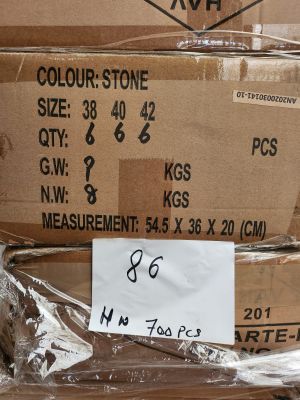 HAV
COLOUR: STONE
AN2020030141-10
SIZE: 38 40 42
QTY: 6 6 6 PCS
G.W: 9 KGS
N.W: 8 KGS
MEASUREMENT: 54.5 X 36 X 20 (CM)
86
700 PCS
201